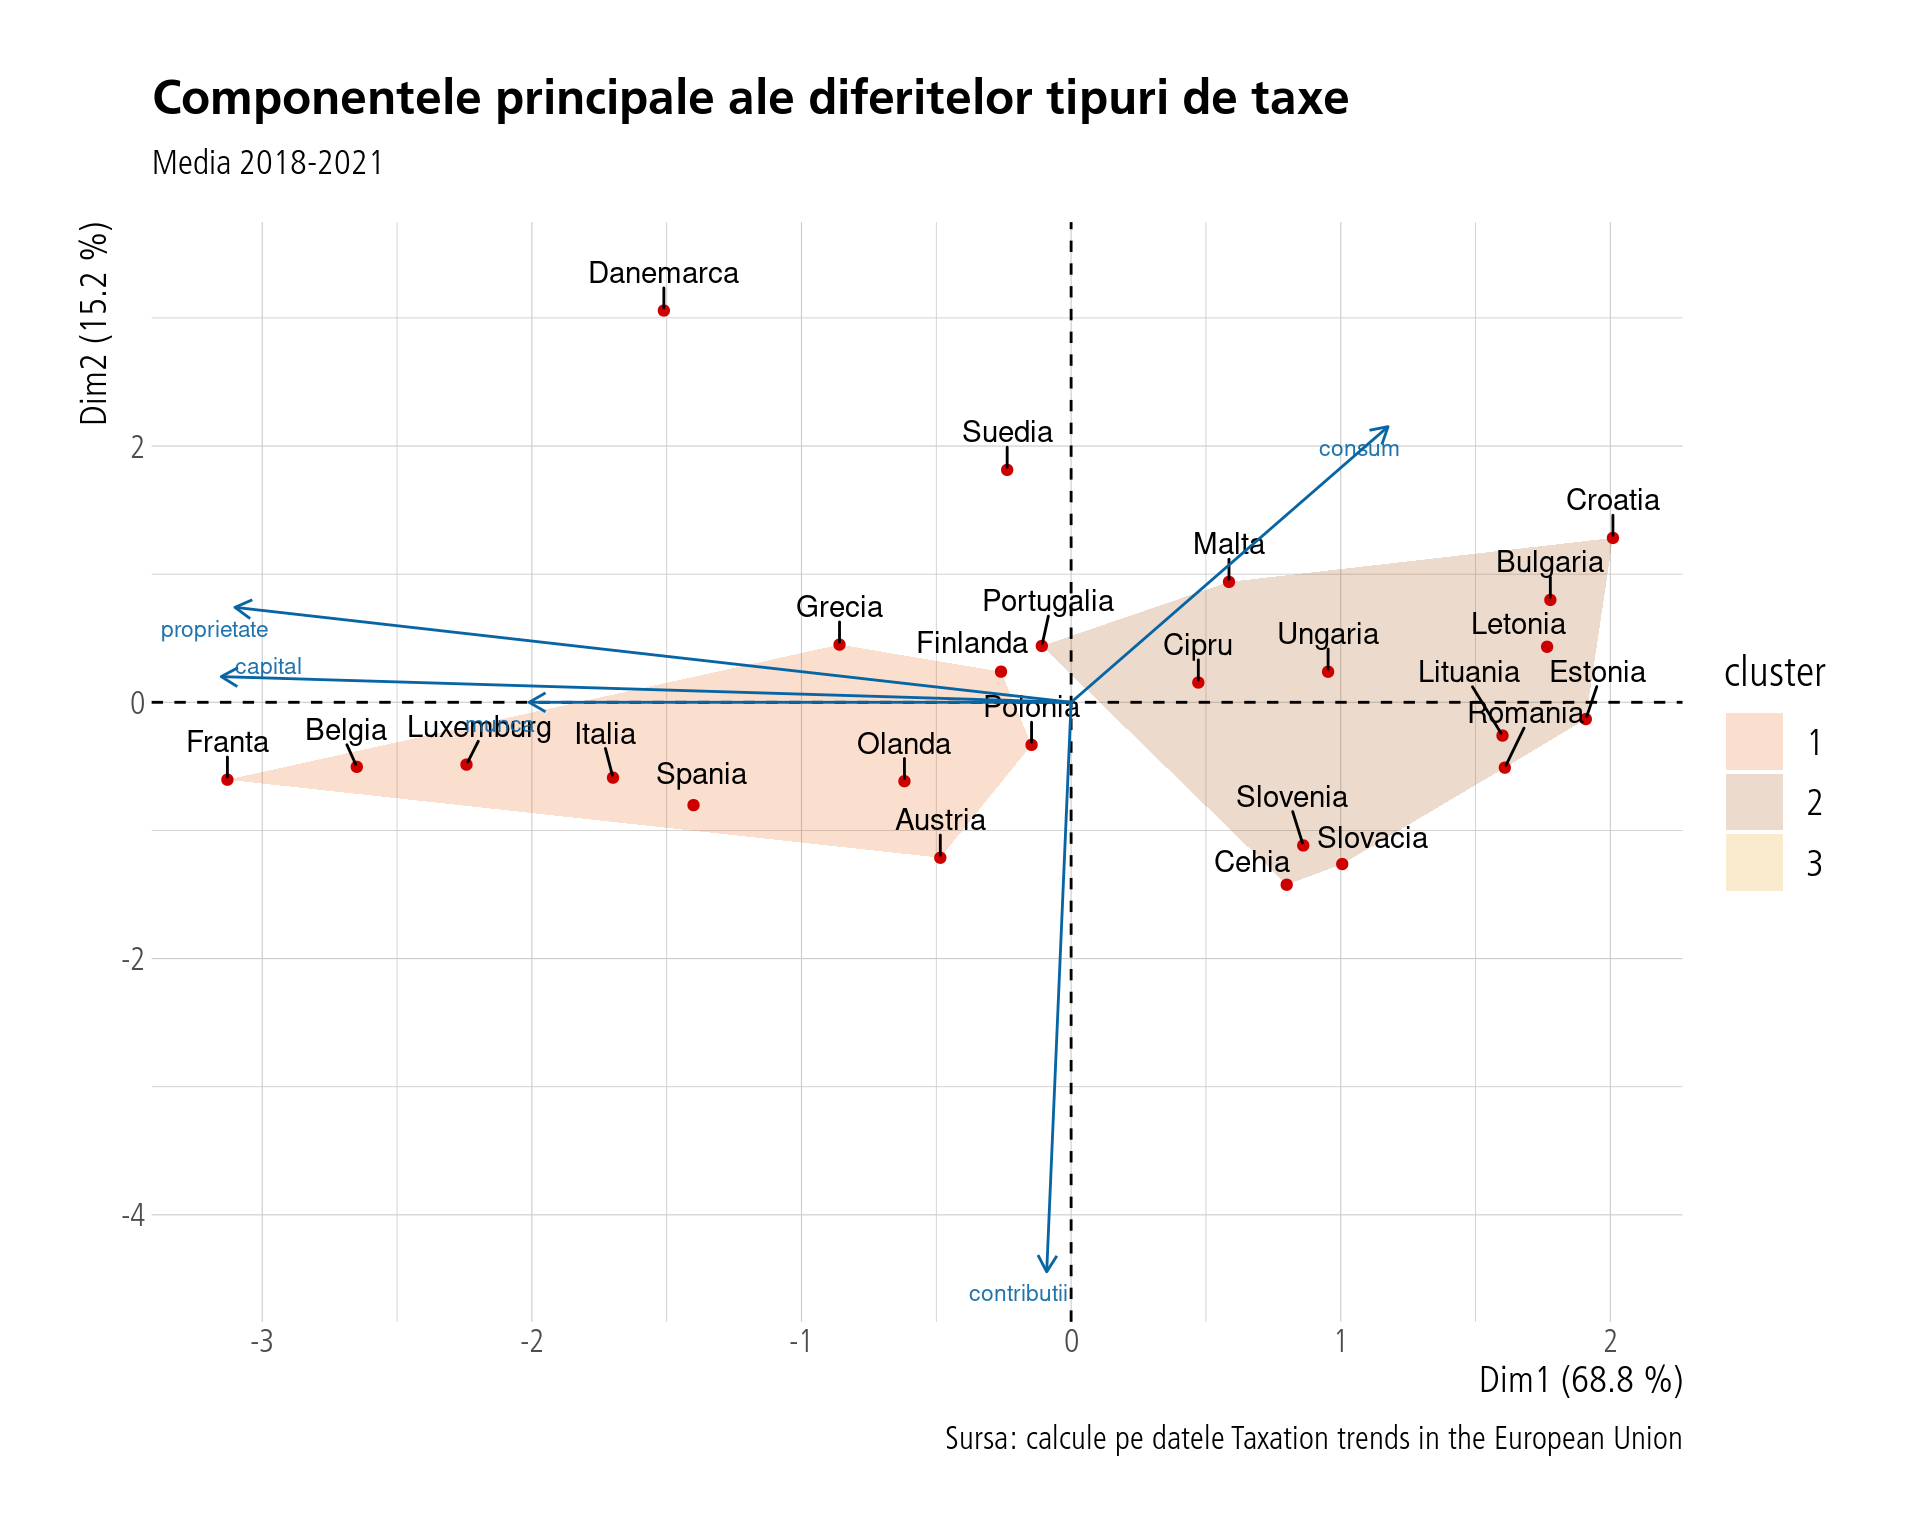 Componentele principale ale diferitelor tipuri de taxe
Media 2018-2021
Dim2 (15.2 %)
Danemarca
Suedia
2
consum
Croatia
Malta
Bulgaria
Grecia
Portugalia
Letonia
proprietate
Finlanda
Cipru
Ungaria
capital
Lituania
Estonia
0
Polonia
Romania
Franta
Belgia
Luxemburg
munca
Italia
Olanda
Spania
Slovenia
Austria
Slovacia
Cehia
-2
-4
contributii
-3
-2
-1
0
1
2
Dim1 (68.8 %)
cluster
1
2
3
Sursa: calcule pe datele Taxation trends in the European Union